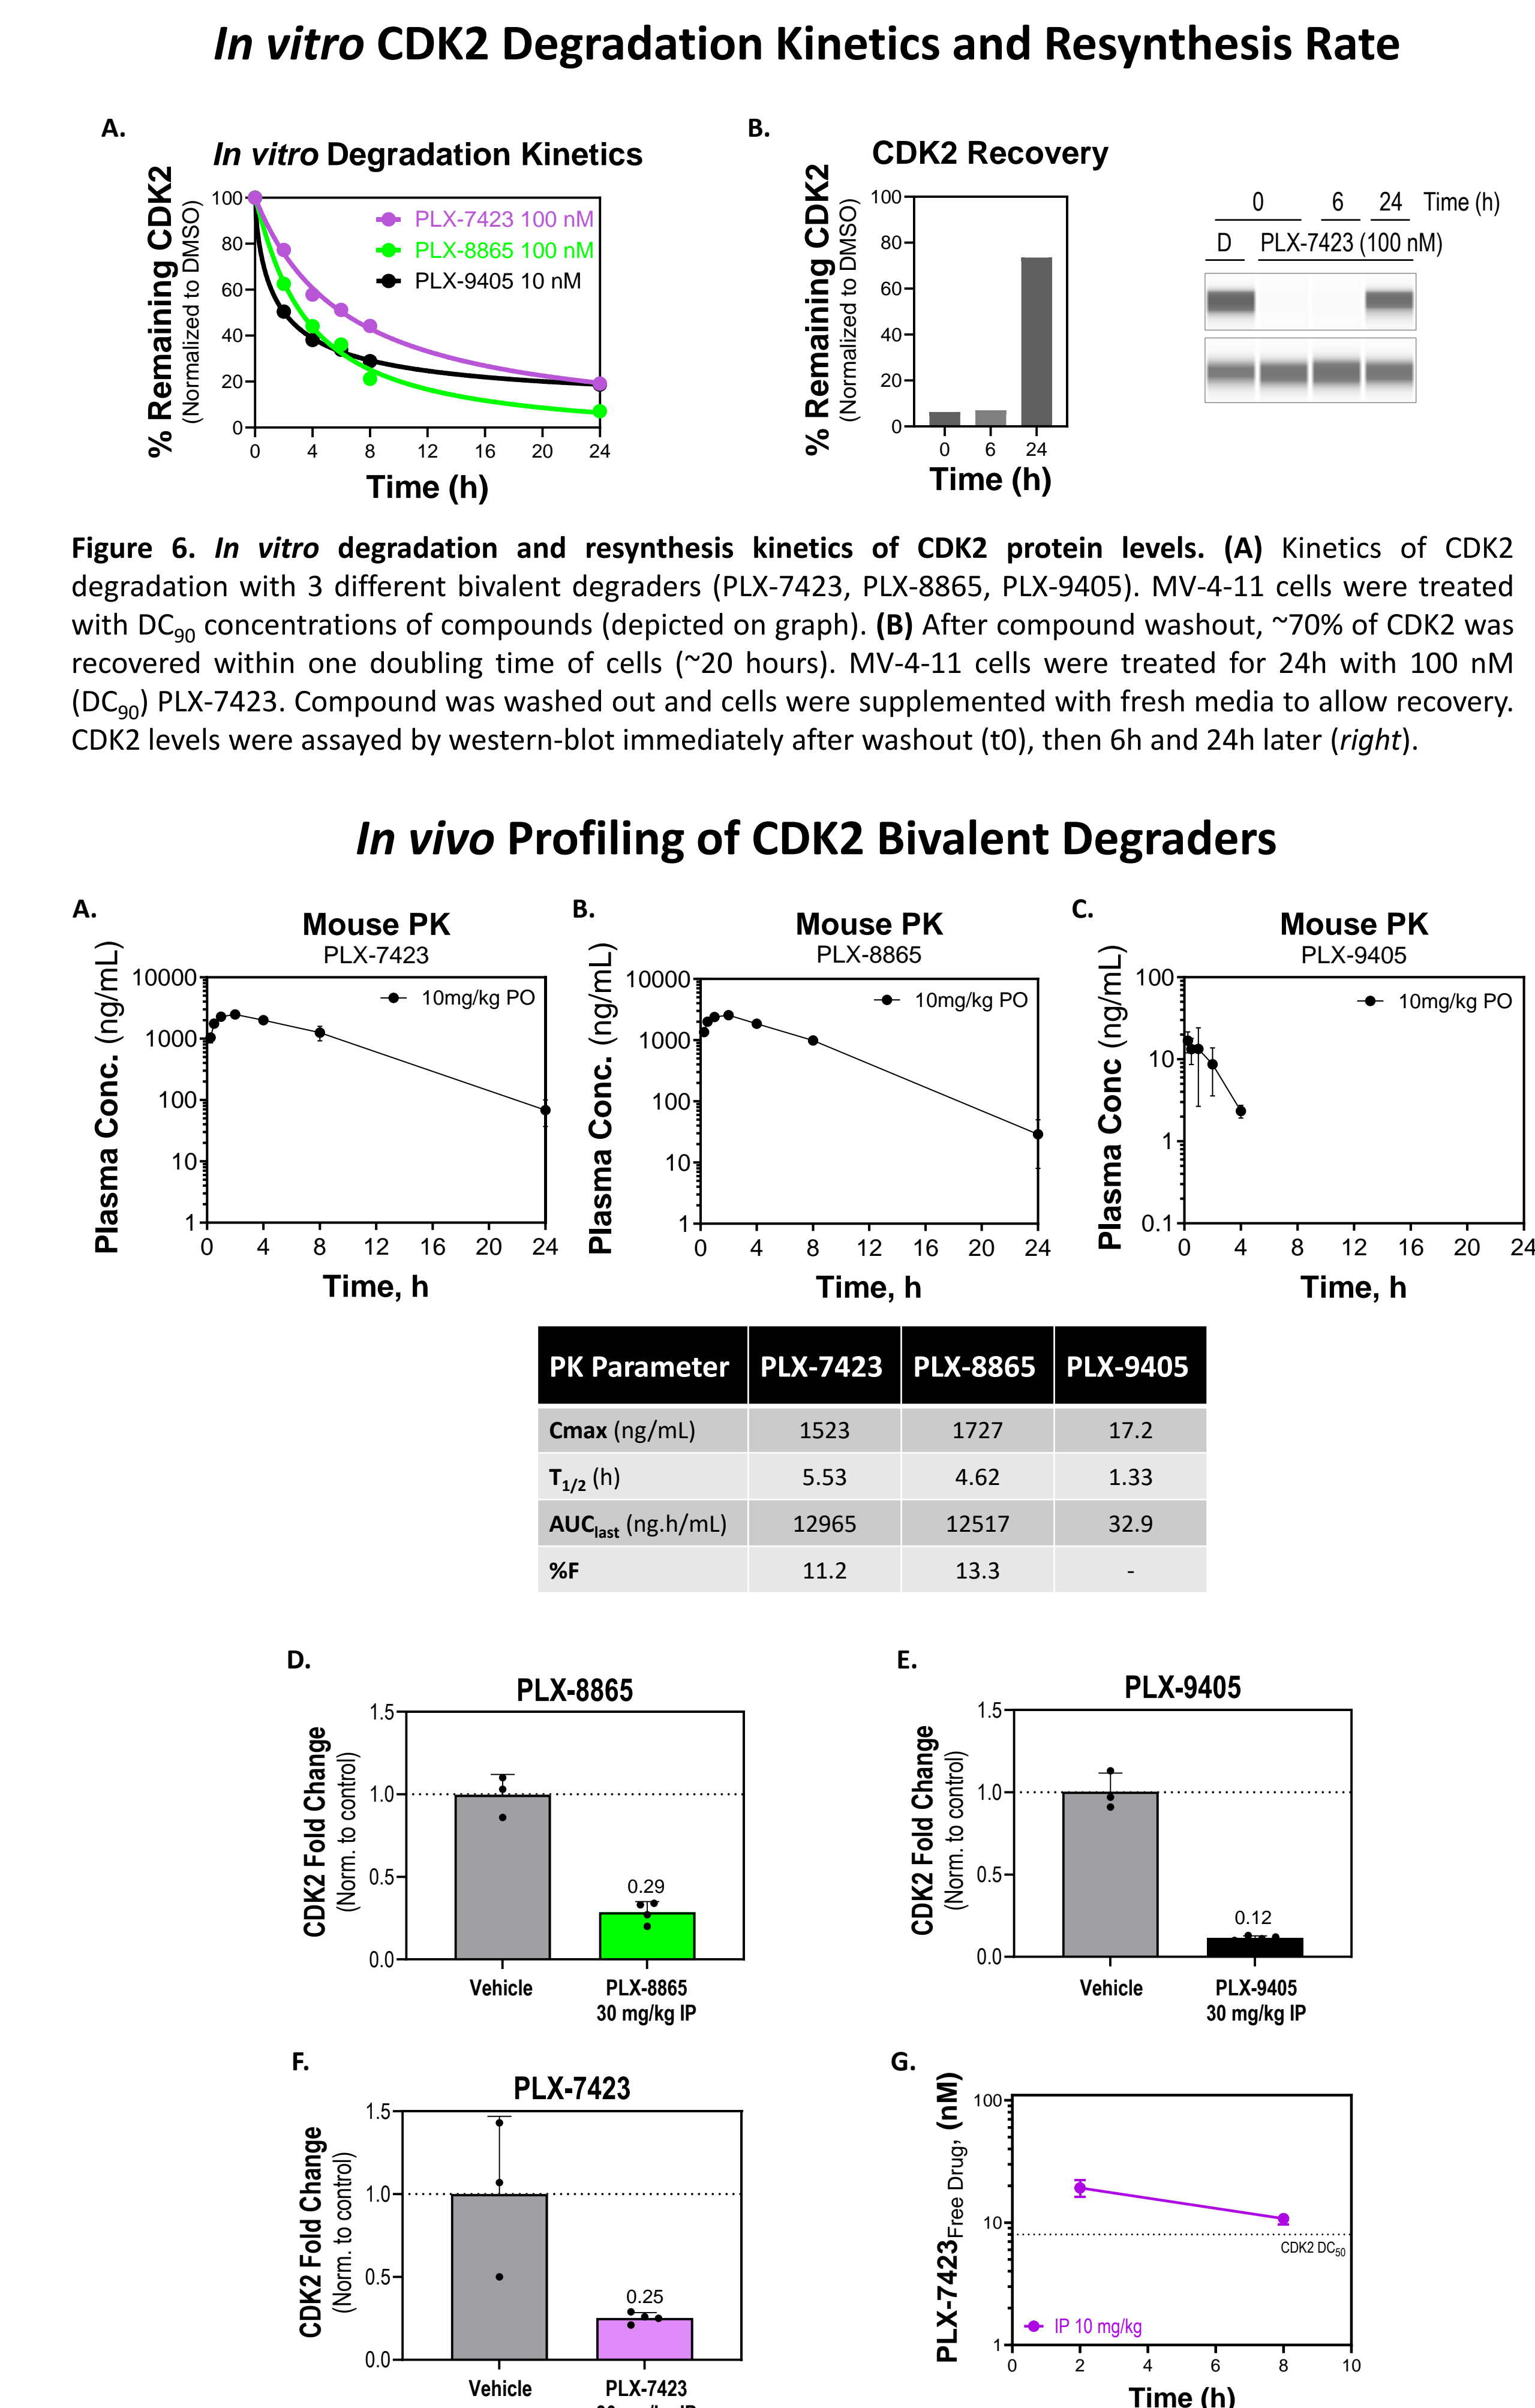 In vitro CDK2 Degradation Kinetics and Resynthesis Rate
A.
In vitro Degradation Kinetics
% Remaining CDK2
(Normalized to DMSO)
100
80
60
40
20
0
PLX-7423 100 nM
PLX-8865 100 nM
PLX-9405 10 nM
0 4 8 12 16 20 24
Time (h)
B.
CDK2 Recovery
% Remaining CDK2
(Normalized to DMSO)
100
80
60
40
20
0
0 6 24
Time (h)
0 6 24 Time (h)
D PLX-7423 (100 nM)
Figure 6. In vitro degradation and resynthesis kinetics of CDK2 protein levels. (A) Kinetics of CDK2
degradation with 3 different bivalent degraders (PLX-7423, PLX-8865, PLX-9405). MV-4-11 cells were treated
with DC90 concentrations of compounds (depicted on graph). (B) After compound washout, ~70% of CDK2 was
recovered within one doubling time of cells (~20 hours). MV-4-11 cells were treated for 24h with 100 nM
(DC90) PLX-7423. Compound was washed out and cells were supplemented with fresh media to allow recovery.
CDK2 levels were assayed by western-blot immediately after washout (t0), then 6h and 24h later (right).
In vivo Profiling of CDK2 Bivalent Degraders
A.
Mouse PK
PLX-7423
Plasma Conc. (ng/mL)
10000
1000
100
10
1
10mg/kg PO
0 4 8 12 16 20 24
Time, h
B.
Mouse PK
PLX-8865
Plasma Conc. (ng/mL)
10000
1000
100
10
1
10mg/kg PO
0 4 8 12 16 20 24
Time, h
C.
Mouse PK
PLX-9405
Plasma Conc (ng/mL)
100
10
1
0.1
10mg/kg PO
0 4 8 12 16 20 24
Time, h
PK Parameter PLX-7423 PLX-8865 PLX-9405
Cmax (ng/mL) 1523 1727 17.2
T1/2 (h) 5.53 4.62 1.33
AUClast (ng.h/mL) 12965 12517 32.9
%F 11.2 13.3 -
D.
PLX-8865
CDK2 Fold Change
(Norm. to control)
1.5
1.0
0.5
0.0
0.29
Vehicle PLX-8865
30 mg/kg IP
E.
PLX-9405
CDK2 Fold Change
(Norm. to control)
1.5
1.0
0.5
0.0
0.12
Vehicle PLX-9405
30 mg/kg IP
F.
PLX-7423
CDK2 Fold Change
(Norm. to control)
1.5
1.0
0.5
0.0
0.25
Vehicle PLX-7423
G.
PLX-7423Free Drug, (nM)
100
10
1
CDK2 DC50
IP 10 mg/kg
0 2 4 6 8 10
Time (h)